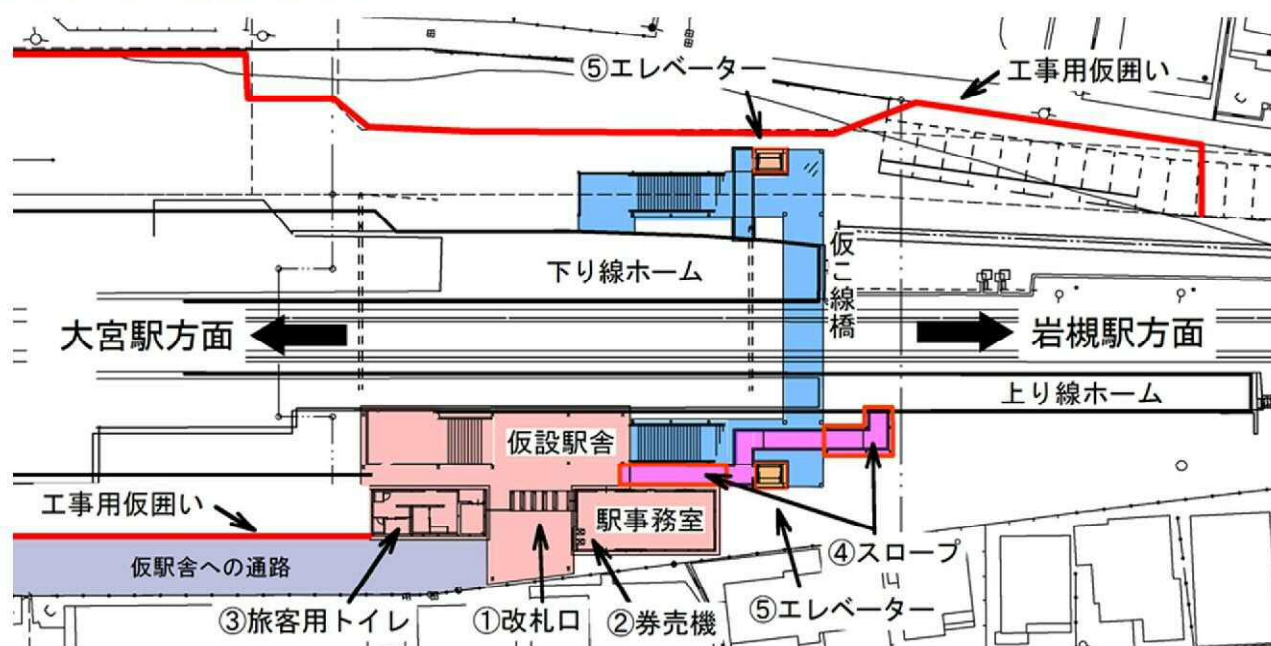 ⑤エレベーター
工事用仮囲い
下り線ホーム
仮こ線橋
大宮駅方面
岩槻駅方面
上り線ホーム
仮設駅舎
工事用仮囲い
駅事務室
④スロープ
仮駅舎への通路
③旅客用トイレ
①改札口
②券売機
⑤エレベーター